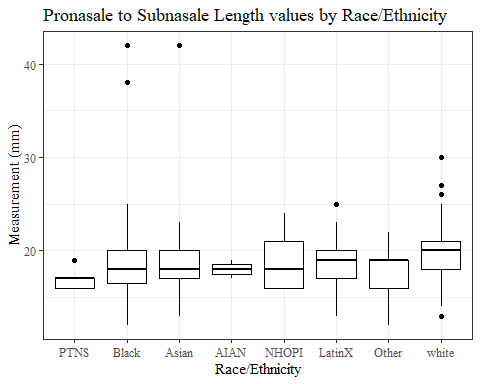 Pronasale to Subnasale Length values by Race/Ethnicity
Measurement (mm)
40
30
20
PTNS Black Asian AIAN NHOPI LatinX Other white
Race/Ethnicity